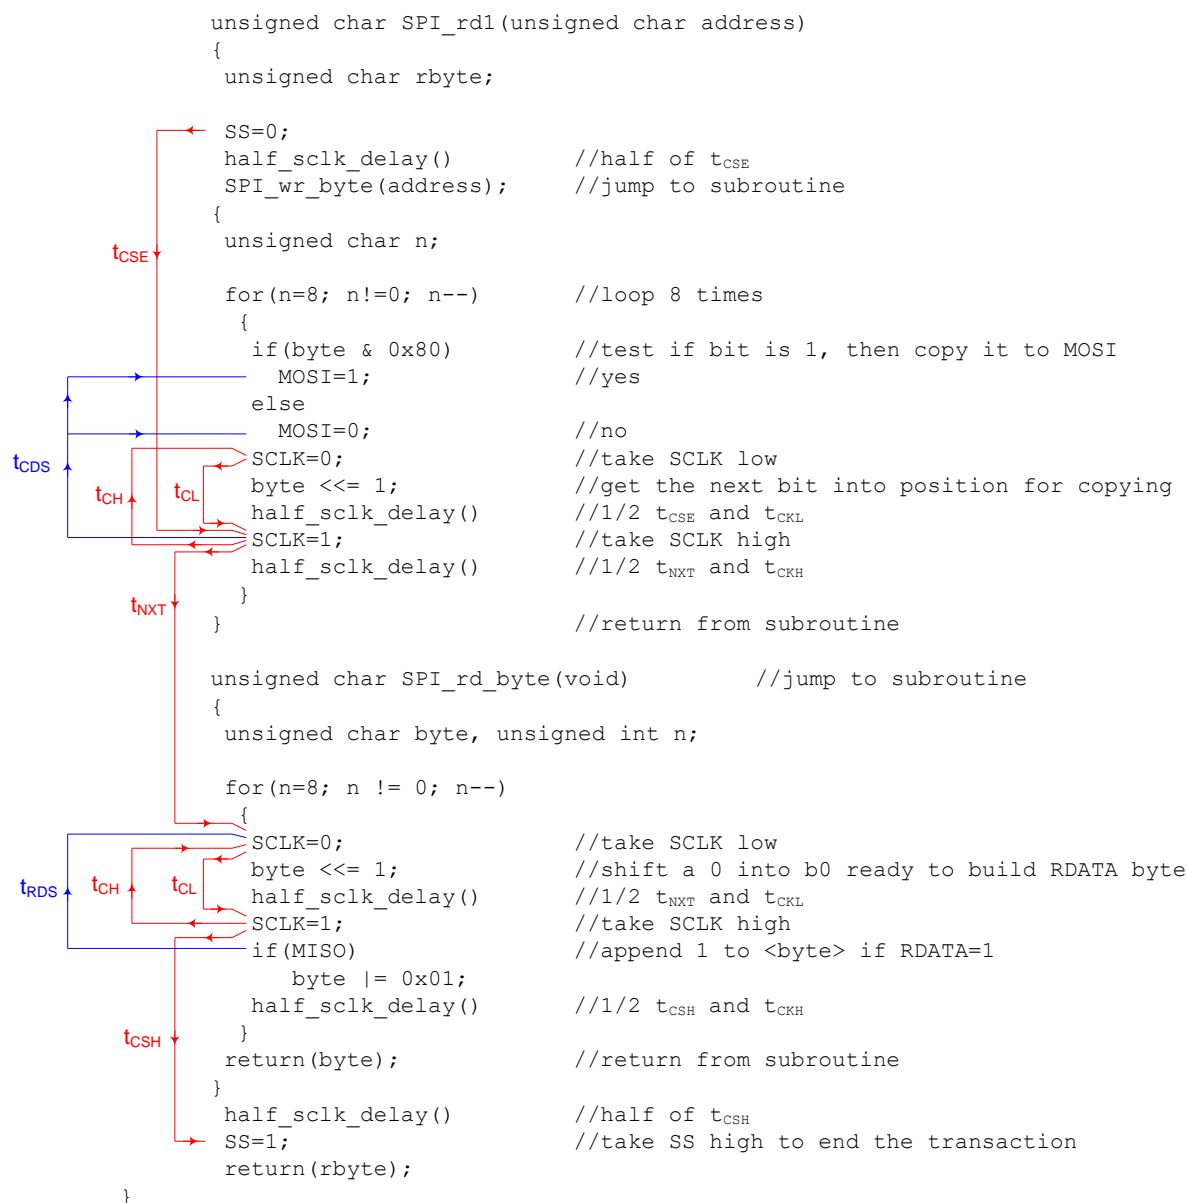 unsigned char SPI_rd1(unsigned char address)
{
unsigned char rbyte;
SS=0;
half_sclk_delay() //half of tCSE
SPI_wr_byte(address); //jump to subroutine
{
unsigned char n;
tCSE
for(n=8; n!=0; n--) //loop 8 times
{
if(byte & 0x80) //test if bit is 1, then copy it to MOSI
MOSI=1; //yes
else
MOSI=0; //no
tCDS SCLK=0; //take SCLK low
tCH tCL byte <<= 1; //get the next bit into position for copying
half_sclk_delay() //1/2 tCSE and tCKL
SCLK=1; //take SCLK high
half_sclk_delay() //1/2 tNXT and tCKH
tNXT }
} //return from subroutine
unsigned char SPI_rd_byte(void) //jump to subroutine
{
unsigned char byte, unsigned int n;
for(n=8; n != 0; n--)
{
SCLK=0; //take SCLK low
byte <<= 1; //shift a 0 into b0 ready to build RDATA byte
tRDS tCH tCL half_sclk_delay() //1/2 tNXT and tCKL
SCLK=1; //take SCLK high
if(MISO) //append 1 to <byte> if RDATA=1
byte |= 0x01;
half_sclk_delay() //1/2 tCSH and tCKH
tCSH }
return(byte); //return from subroutine
}
half_sclk_delay() //half of tCSH
SS=1; //take SS high to end the transaction
return(rbyte);
}